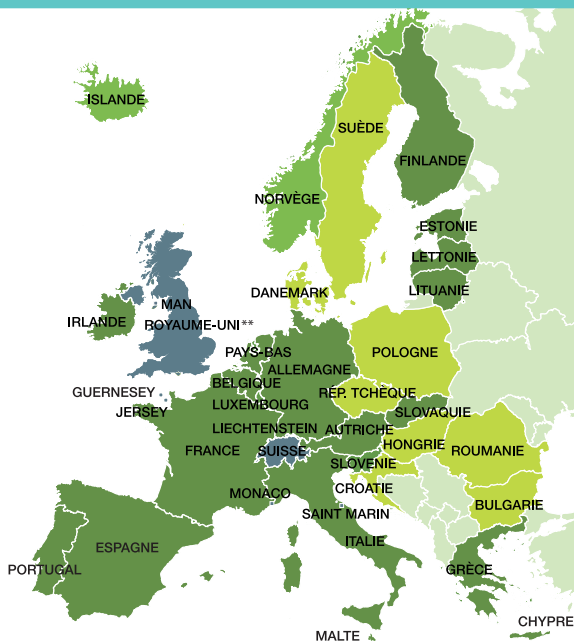 ISLANDE
SUÈDE
FINLANDE
NORVÈGE
ESTONIE
LETTONIE
DANEMARK
LITUANIE
MAN
IRLANDE
ROYAUME-UNI**
PAYS-BAS
POLOGNE
ALLEMAGNE
BELGIQUE
GUERNESEY
RÉP. TCHÈQUE
LUXEMBOURG
JERSEY
SLOVAQUIE
LIECHTENSTEIN
AUTRICHE
FRANCE
SUISSE
HONGRIE
ROUMANIE
SLOVENIE
MONACO
CROATIE
BULGARIE
SAINT MARIN
ESPAGNE
ITALIE
PORTUGAL
GRÈCE
CHYPRE
MALTE